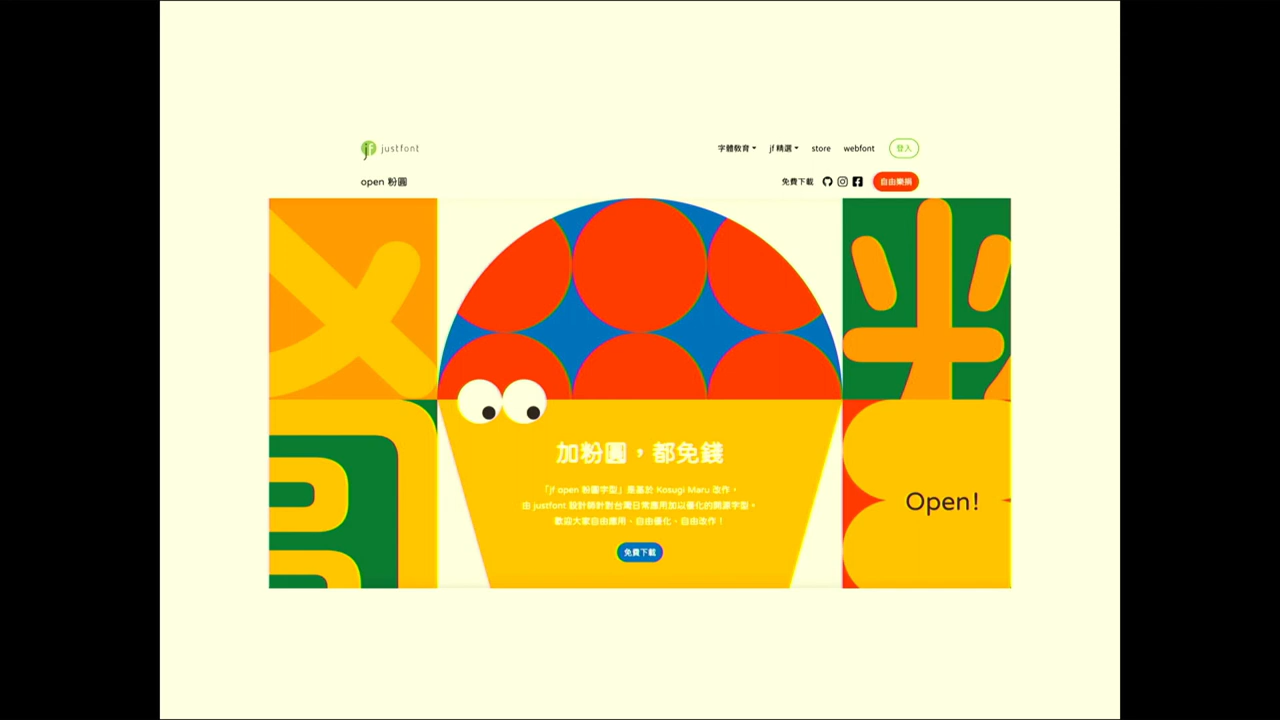 justfont
字體教育 jf 精選 store webfont 登入
open 粉圓
免費下載 自由樂捐
粉
圓
加粉圓，都免錢
「jf open 粉圓字型」是基於 Kosugi Maru 改作，
由 justfont 設計師針對台灣日常應用加以優化的開源字型。
歡迎大家自由應用、自由優化、自由改作！
免費下載
Open!